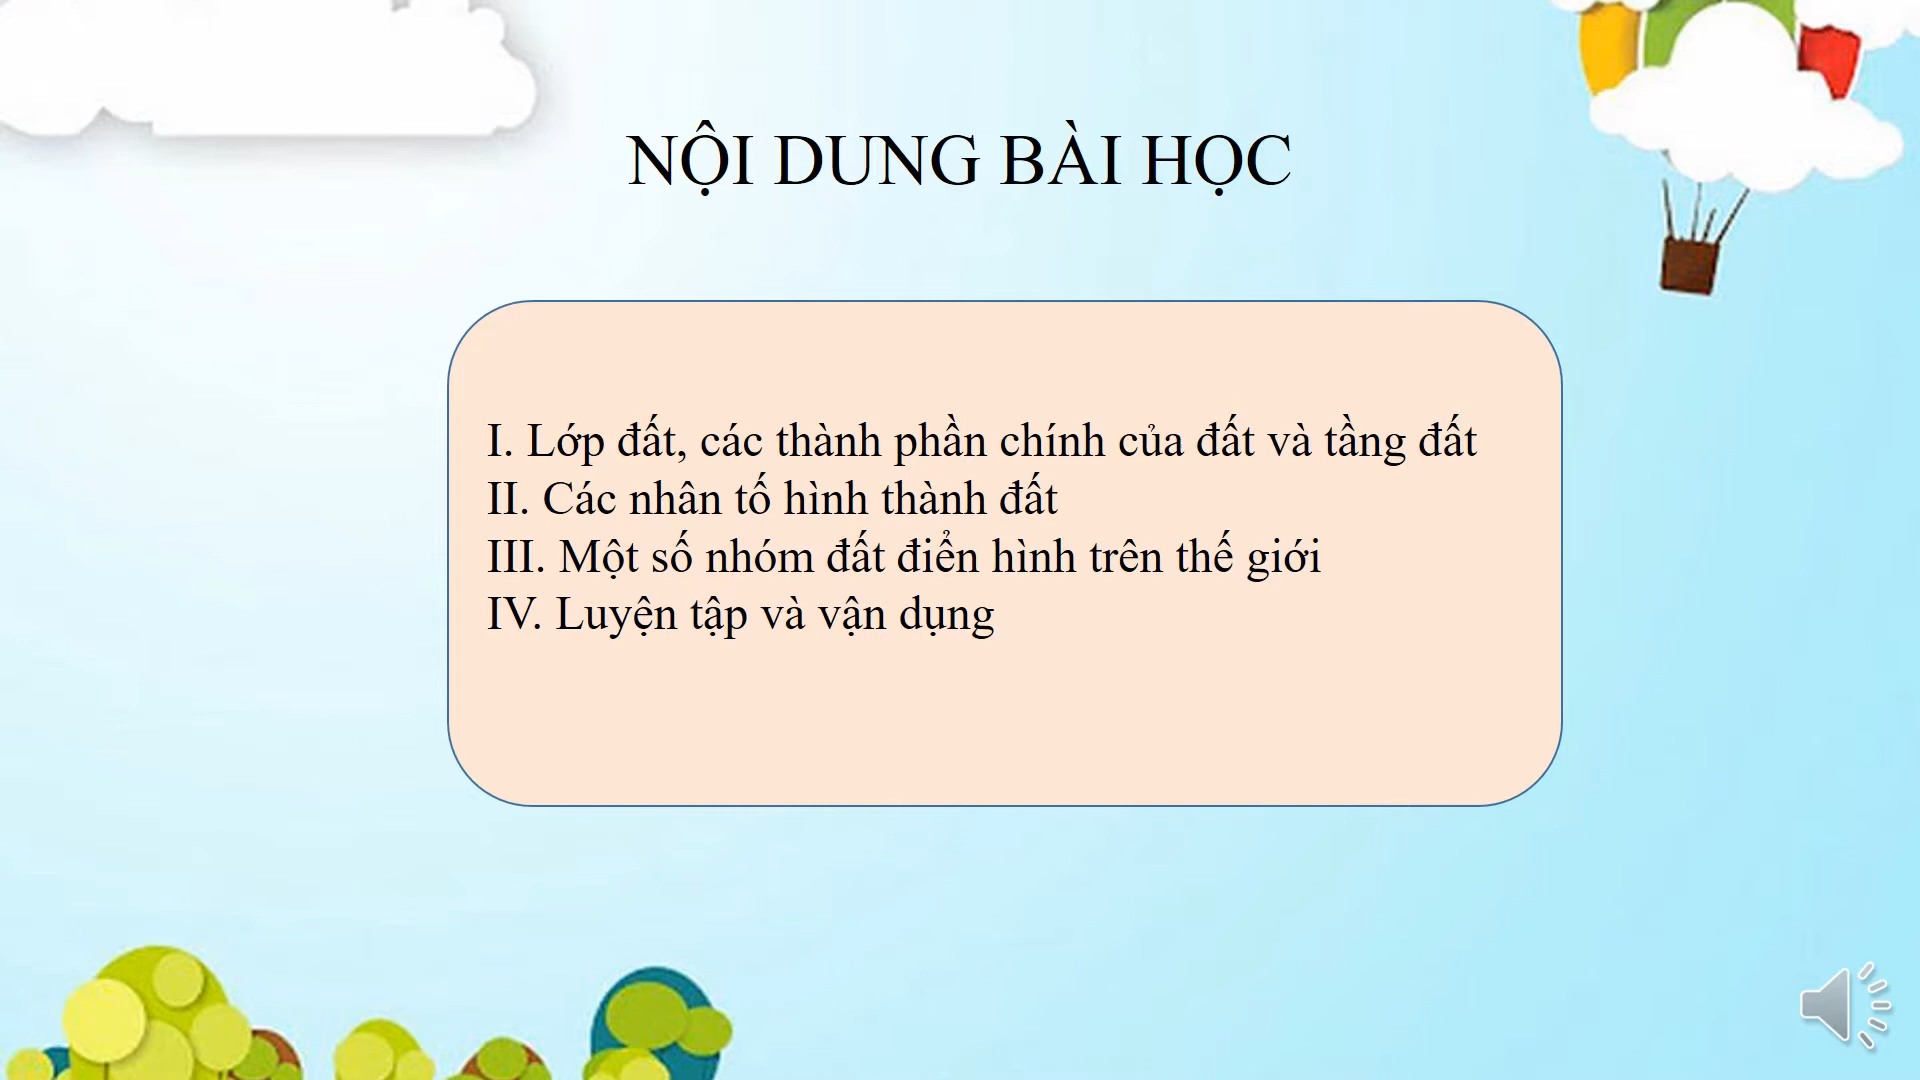 NỘI DUNG BÀI HỌC
I. Lớp đất, các thành phần chính của đất và tầng đất
II. Các nhân tố hình thành đất
III. Một số nhóm đất điển hình trên thế giới
IV. Luyện tập và vận dụng